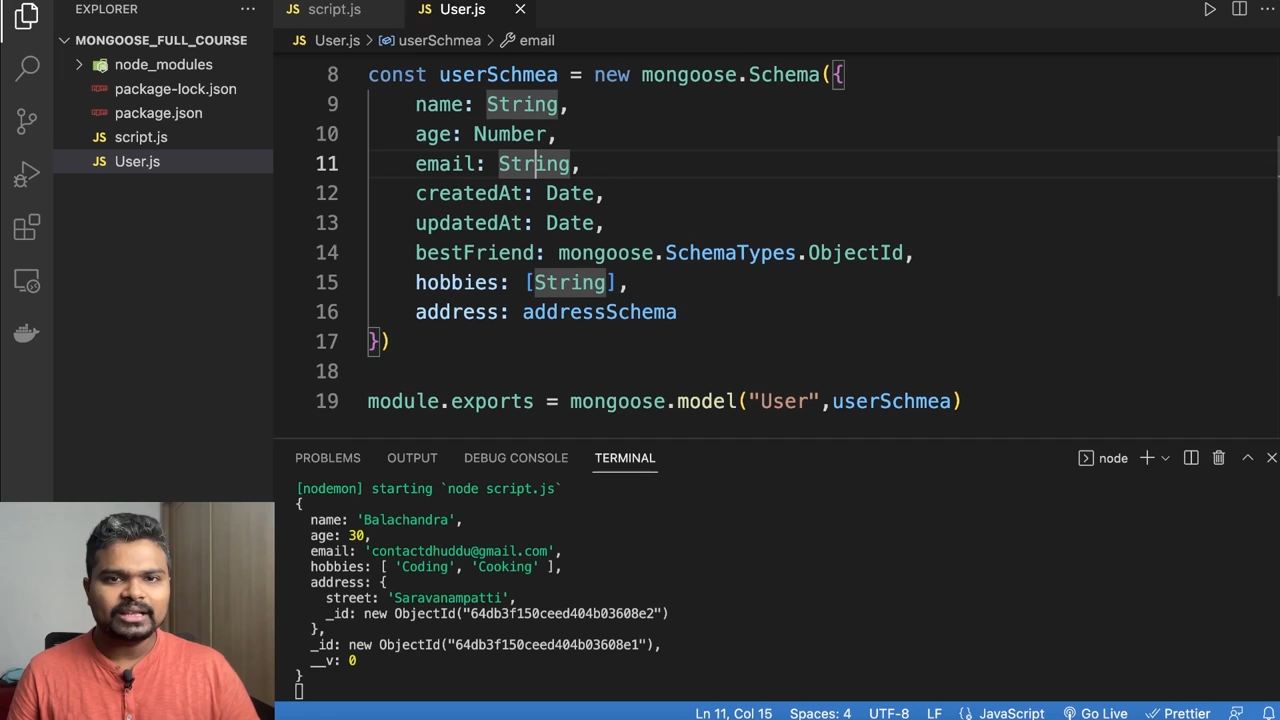 EXPLORER
MONGOOSE_FULL_COURSE
node_modules
package-lock.json
package.json
JS script.js
JS User.js
JS script.js
JS User.js
JS User.js > userSchmea > email
8 const userSchmea = new mongoose.Schema({
9 name: String,
10 age: Number,
11 email: String,
12 createdAt: Date,
13 updatedAt: Date,
14 bestFriend: mongoose.SchemaTypes.ObjectId,
15 hobbies: [String],
16 address: addressSchema
17 })
18
19 module.exports = mongoose.model("User",userSchmea)
PROBLEMS OUTPUT DEBUG CONSOLE TERMINAL node
[nodemon] starting `node script.js`
{
name: 'Balachandra',
age: 30,
email: 'contactdhuddu@gmail.com',
hobbies: [ 'Coding', 'Cooking' ],
address: {
street: 'Saravanampatti',
_id: new ObjectId("64db3f150ceed404b03608e2")
},
_id: new ObjectId("64db3f150ceed404b03608e1"),
__v: 0
}
Ln 11, Col 15 Spaces: 4 UTF-8 LF {} JavaScript Go Live Prettier